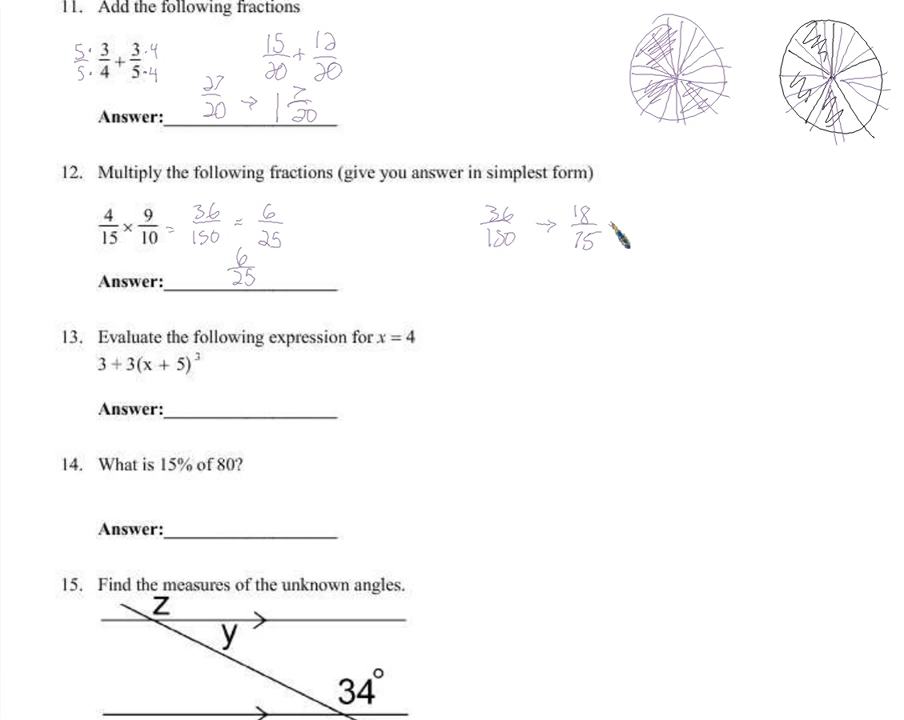 11. Add the following fractions
5· 3/4 + 3·4 / 5· 5·4
15/20 + 12/20
27/20 → 1 7/20
Answer:
12. Multiply the following fractions (give you answer in simplest form)
4/15 × 9/10 = 36/150 = 6/25
36/150 → 18/75
6/25
Answer:
13. Evaluate the following expression for x = 4
3 + 3(x + 5)³
Answer:
14. What is 15% of 80?
Answer:
15. Find the measures of the unknown angles.
z
y
34°